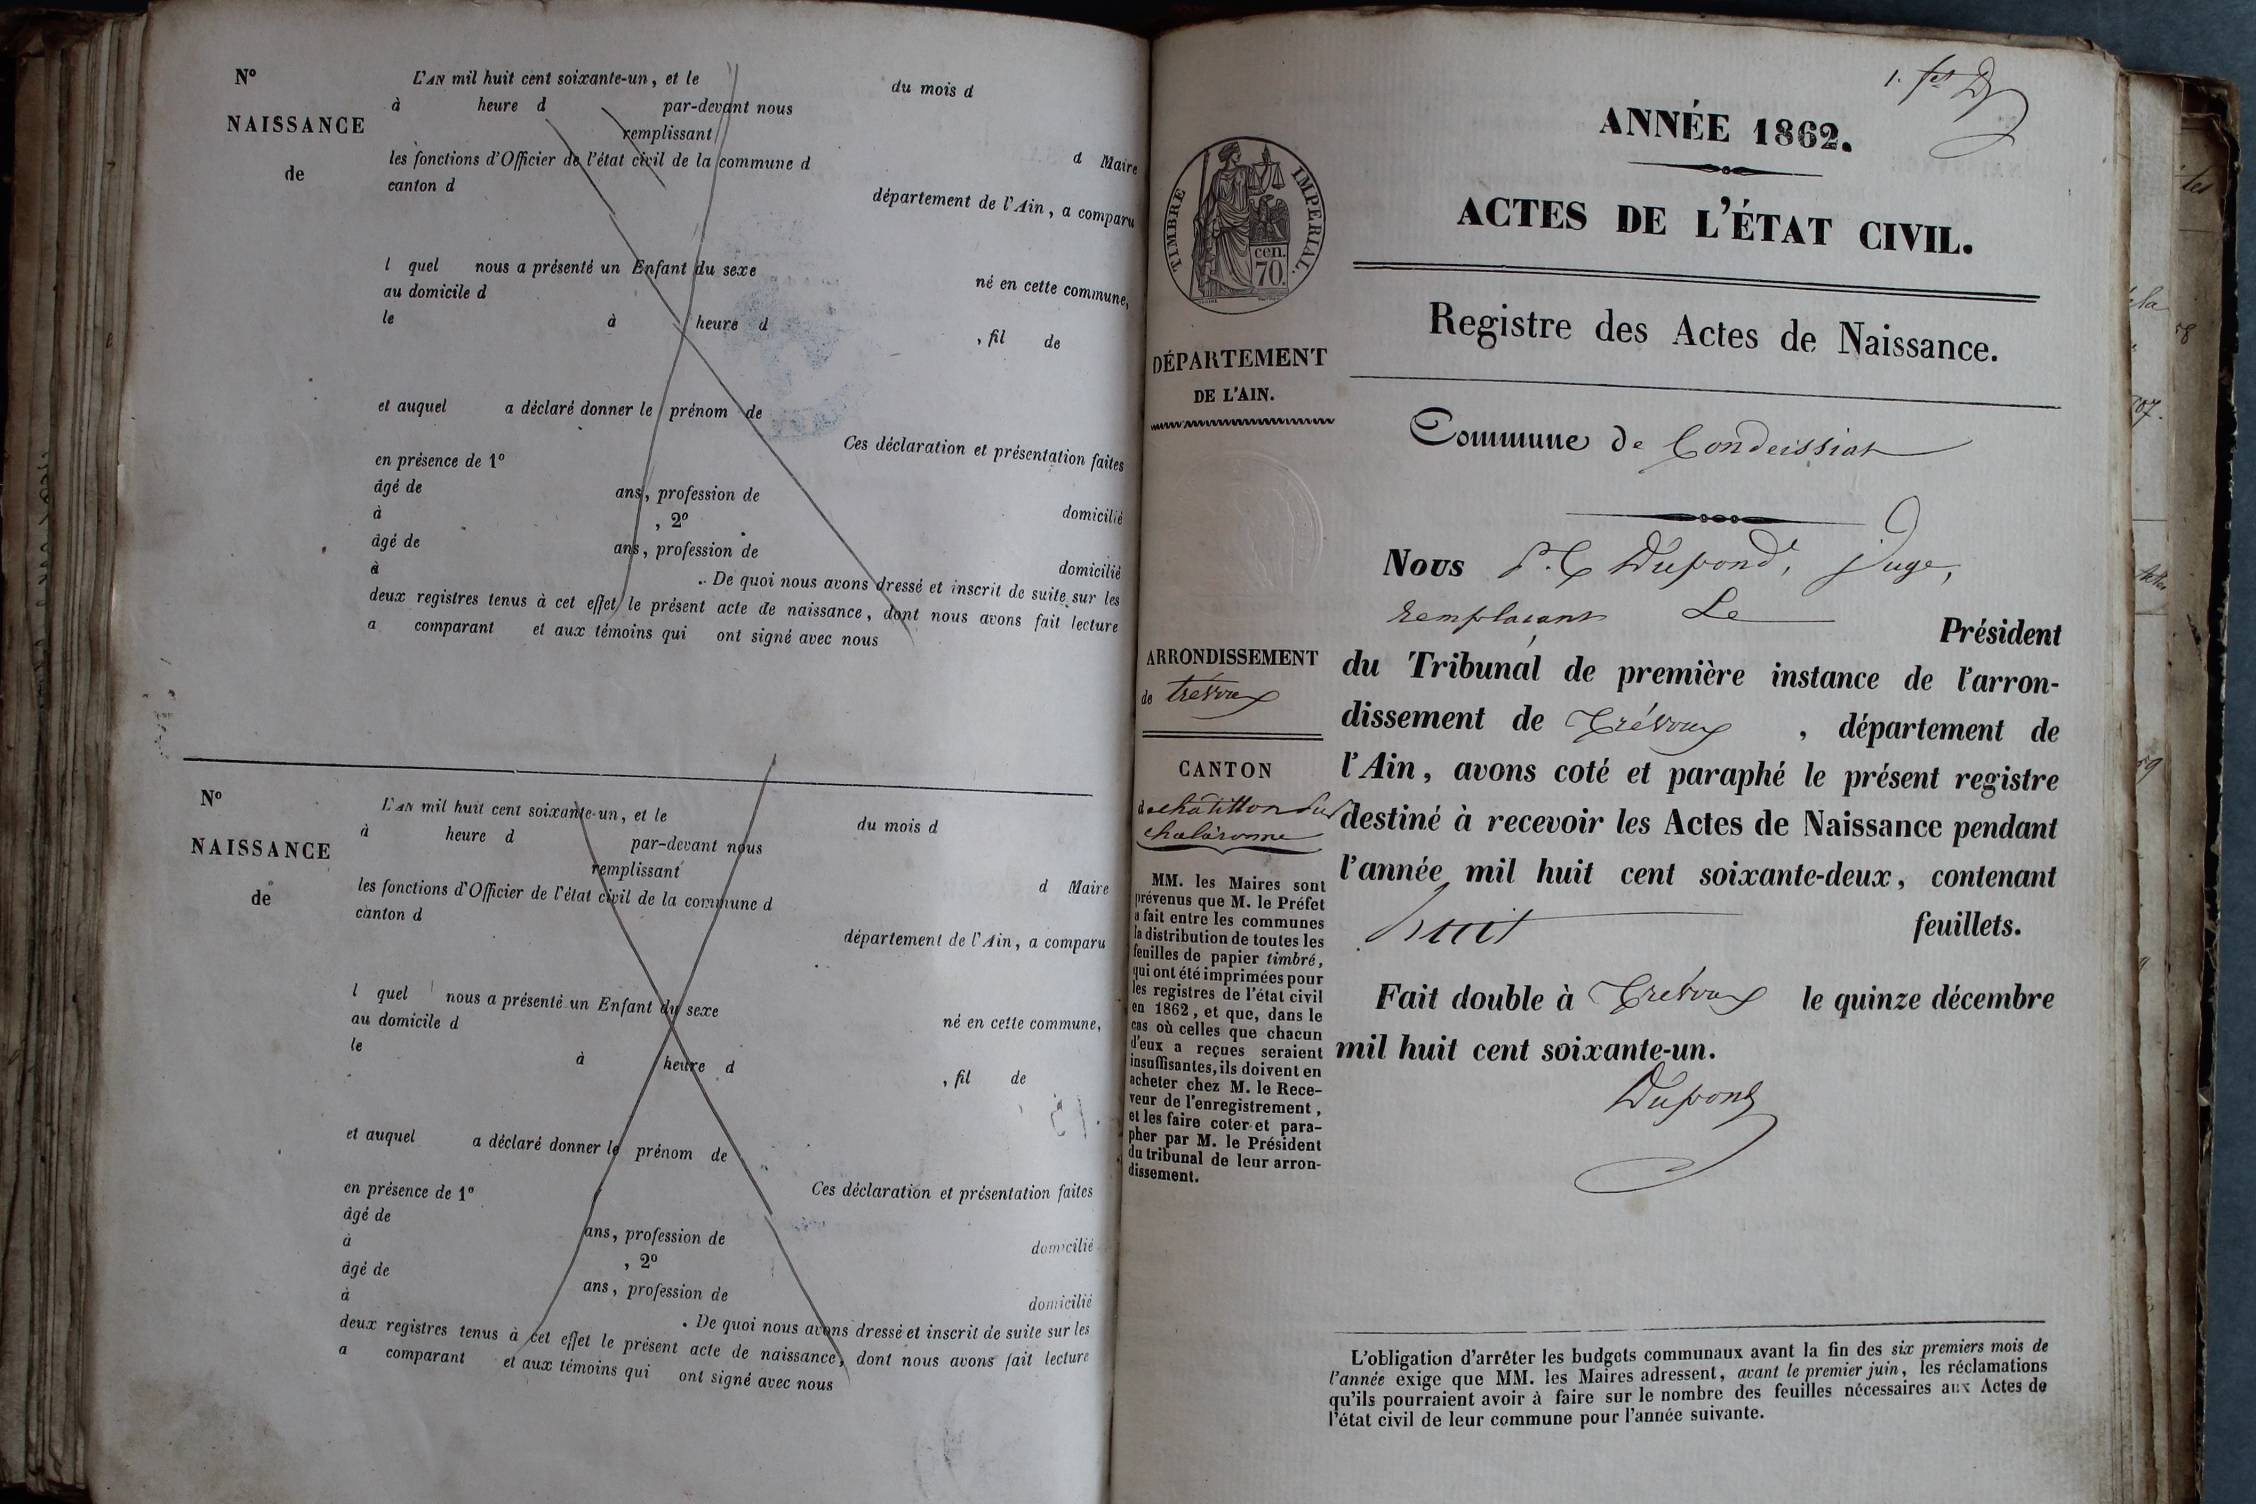 N°
NAISSANCE
de
L'AN mil huit cent soixante-un, et le du mois d
à heure d par-devant nous
remplissant
les fonctions d'Officier de l'état civil de la commune d d Maire
canton d
département de l'Ain, a comparu
l quel nous a présenté un Enfant du sexe
au domicile d né en cette commune,
le à heure d
, fil de
et auquel a déclaré donner le prénom de
Ces déclaration et présentation faites
en présence de 1°
âgé de ans, profession de
à , 2° domicilié
âgé de ans, profession de
à domicilié
. De quoi nous avons dressé et inscrit de suite sur les
deux registres tenus à cet effet le présent acte de naissance, dont nous avons fait lecture
a comparant et aux témoins qui ont signé avec nous
N°
NAISSANCE
de
L'AN mil huit cent soixante-un, et le du mois d
à heure d par-devant nous
remplissant
les fonctions d'Officier de l'état civil de la commune d d Maire
canton d
département de l'Ain, a comparu
l quel nous a présenté un Enfant du sexe
au domicile d né en cette commune,
le à heure d
, fil de
et auquel a déclaré donner le prénom de
Ces déclaration et présentation faites
en présence de 1°
âgé de ans, profession de
à , 2° domicilié
âgé de ans, profession de
à domicilié
. De quoi nous avons dressé et inscrit de suite sur les
deux registres tenus à cet effet le présent acte de naissance, dont nous avons fait lecture
a comparant et aux témoins qui ont signé avec nous
TIMBRE IMPERIAL.
cen.
70.
DÉPARTEMENT
DE L'AIN.
ARRONDISSEMENT
de Trévoux
CANTON
de châtillon sur
chalaronne
MM. les Maires sont
prévenus que M. le Préfet
a fait entre les communes
la distribution de toutes les
feuilles de papier timbré,
qui ont été imprimées pour
les registres de l'état civil
en 1862, et que, dans le
cas où celles que chacun
d'eux a reçues seraient
insuffisantes, ils doivent en
acheter chez M. le Rece-
veur de l'enregistrement,
et les faire coter et para-
pher par M. le Président
du tribunal de leur arron-
dissement.
1. fet D
ANNÉE 1862.
ACTES DE L'ÉTAT CIVIL.
Registre des Actes de Naissance.
Commune de Condeissiat
Nous P. C Dupond, Juge,
remplaçant Le Président
du Tribunal de première instance de l'arron-
dissement de Trévoux , département de
l'Ain, avons coté et paraphé le présent registre
destiné à recevoir les Actes de Naissance pendant
l'année mil huit cent soixante-deux, contenant
huit feuillets.
Fait double à Trévoux le quinze décembre
mil huit cent soixante-un.
Dupond
L'obligation d'arrêter les budgets communaux avant la fin des six premiers mois de
l'année exige que MM. les Maires adressent, avant le premier juin, les réclamations
qu'ils pourraient avoir à faire sur le nombre des feuilles nécessaires aux Actes de
l'état civil de leur commune pour l'année suivante.